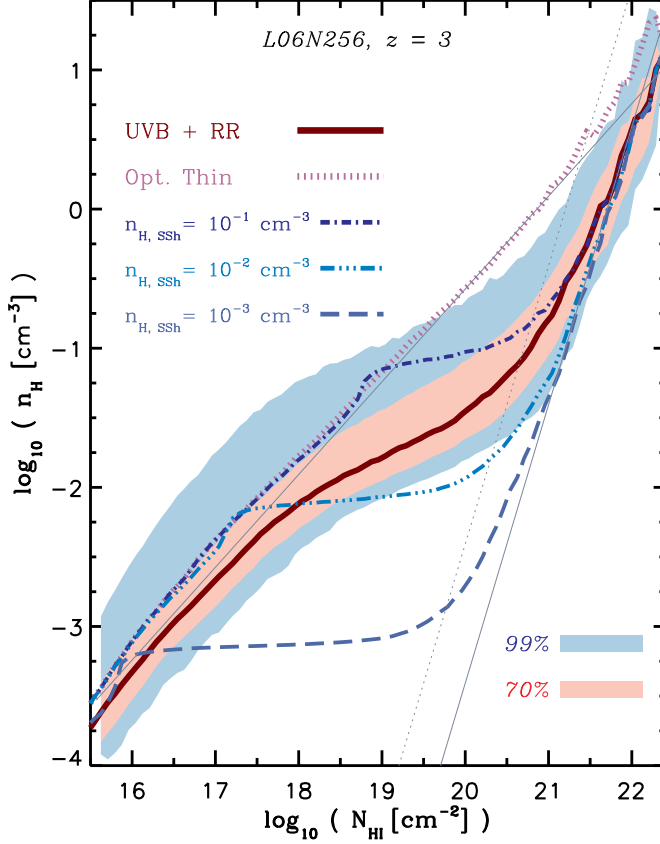 L06N256, z = 3
UVB + RR
Opt. Thin
n_H, SSh = 10^-1 cm^-3
n_H, SSh = 10^-2 cm^-3
n_H, SSh = 10^-3 cm^-3
99%
70%
1
0
−1
−2
−3
−4
log_10 ( n_H [cm^-3] )
16 17 18 19 20 21 22
log_10 ( N_HI [cm^-2] )